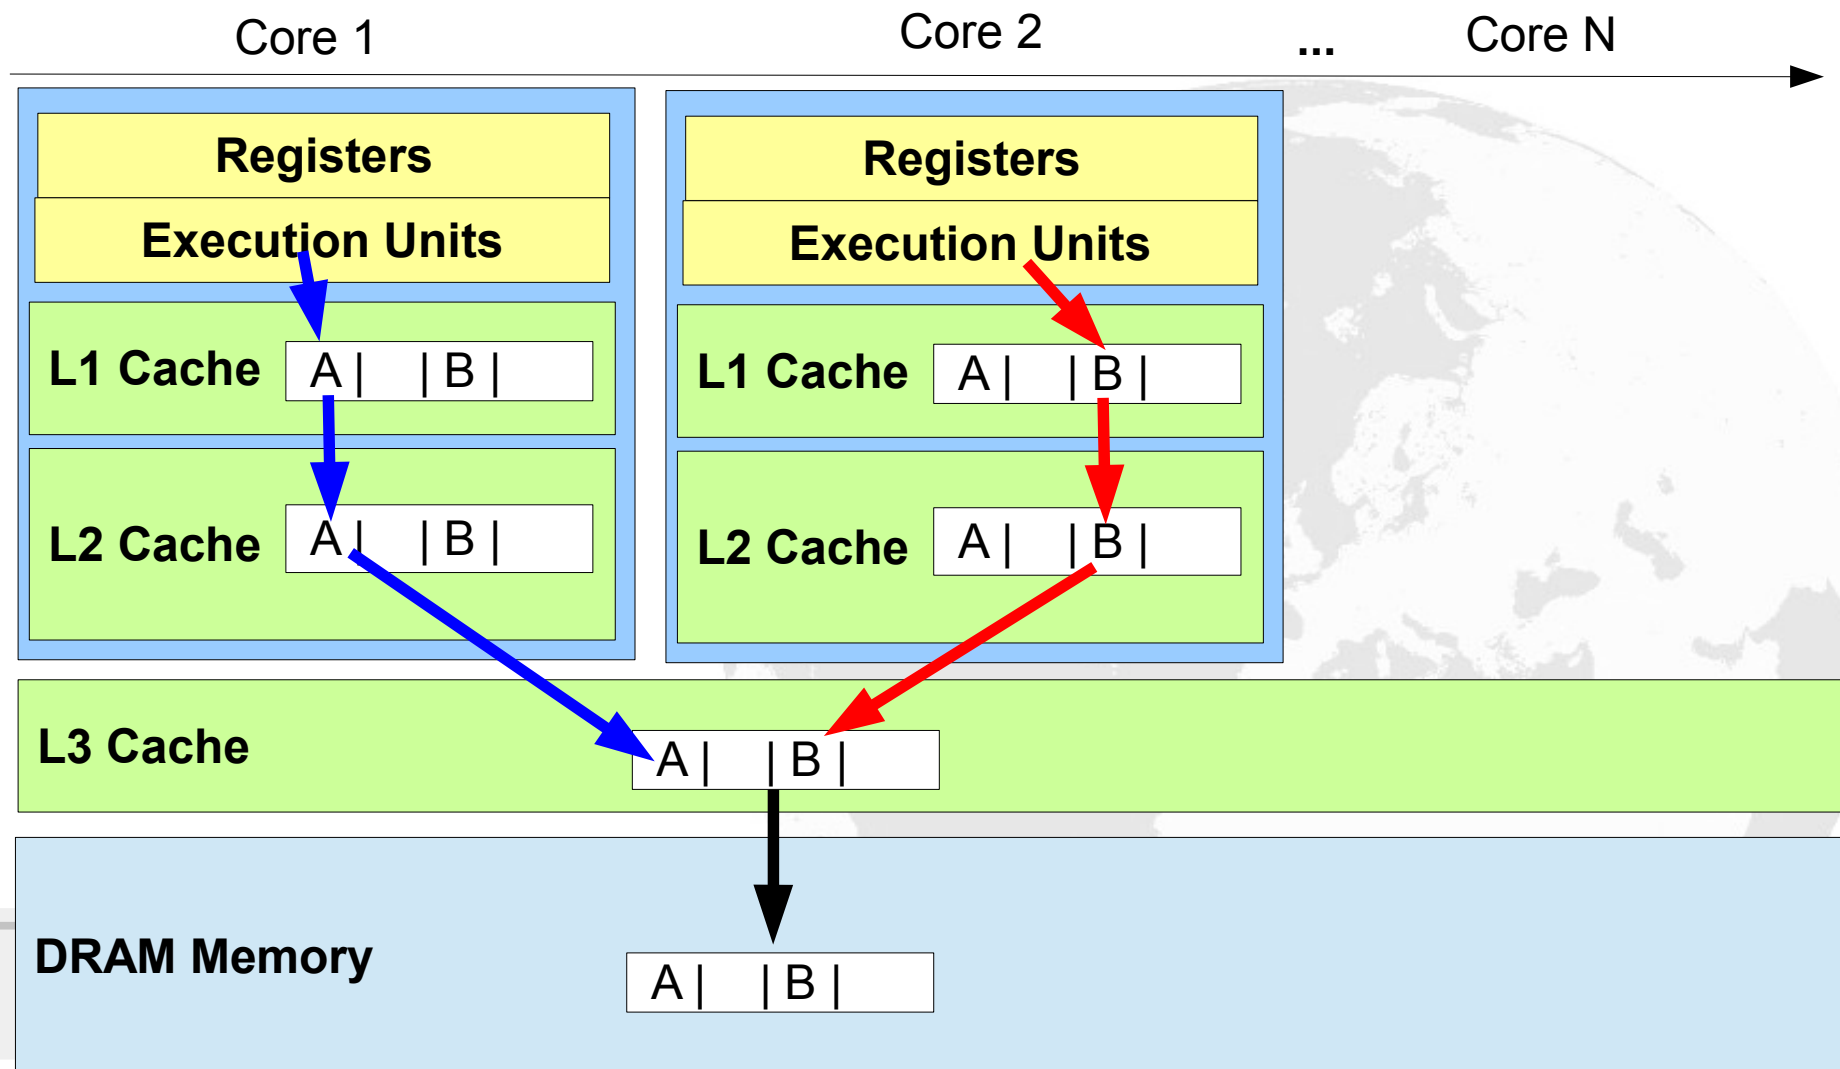 Core 1
Core 2
...
Core N
Registers
Execution Units
L1 Cache
A | | B |
L2 Cache
A | | B |
Registers
Execution Units
L1 Cache
A | | B |
L2 Cache
A | | B |
L3 Cache
A | | B |
DRAM Memory
A | | B |